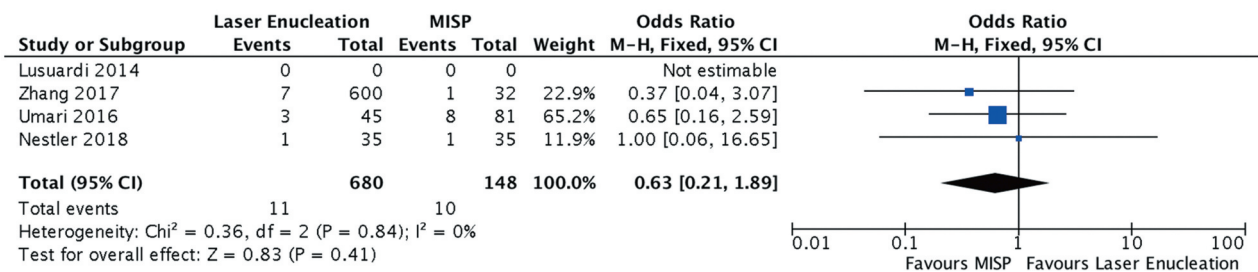 Laser Enucleation MISP Odds Ratio Odds Ratio
Study or Subgroup Events Total Events Total Weight M-H, Fixed, 95% CI M-H, Fixed, 95% CI
Lusuardi 2014 0 0 0 0 Not estimable
Zhang 2017 7 600 1 32 22.9% 0.37 [0.04, 3.07]
Umari 2016 3 45 8 81 65.2% 0.65 [0.16, 2.59]
Nestler 2018 1 35 1 35 11.9% 1.00 [0.06, 16.65]
Total (95% CI) 680 148 100.0% 0.63 [0.21, 1.89]
Total events 11 10
Heterogeneity: Chi² = 0.36, df = 2 (P = 0.84); I² = 0%
Test for overall effect: Z = 0.83 (P = 0.41)
0.01 0.1 1 10 100
Favours MISP Favours Laser Enucleation